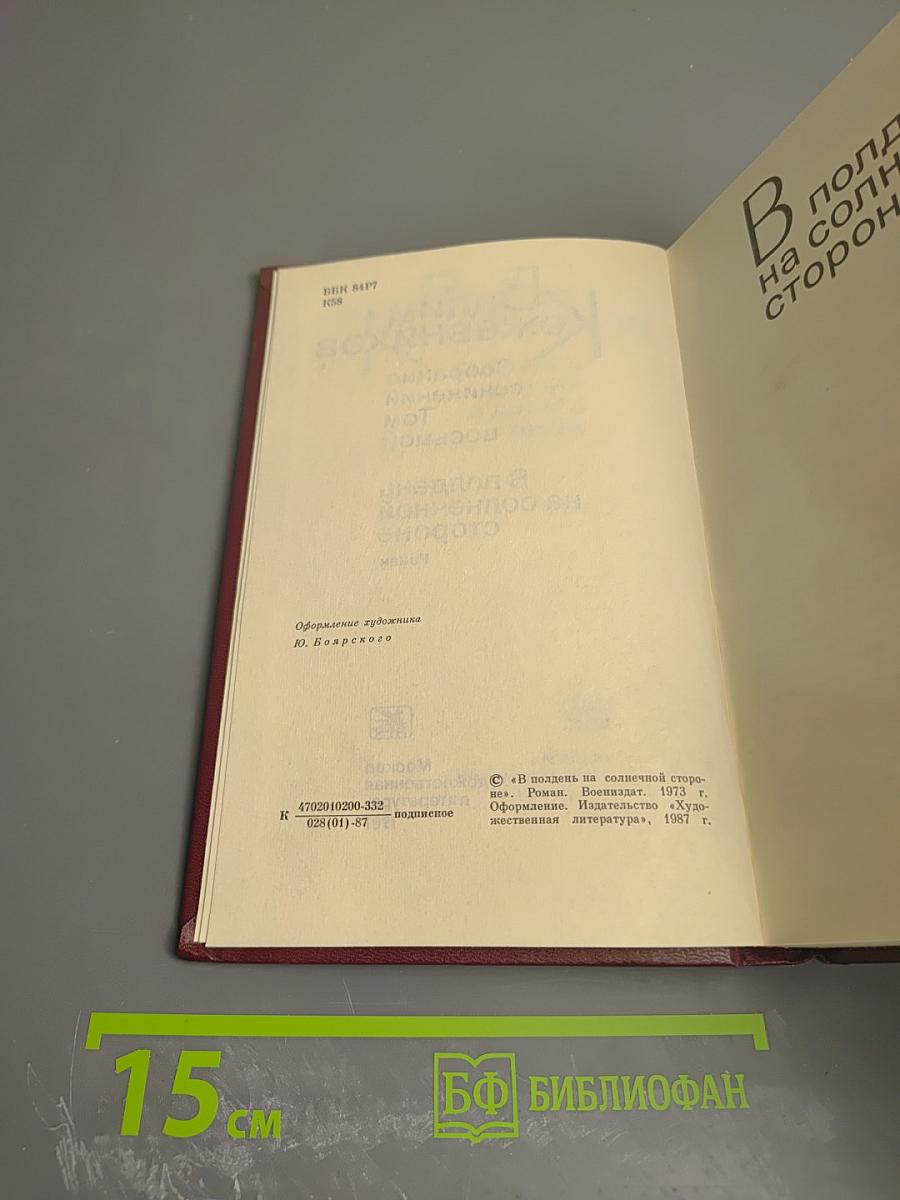 ББК 84Р7
К58
Оформление художника
Ю. Боярского
К 4702010200-332
028(01)-87
подписное
© «В полдень на солнечной сторо-
не». Роман. Воениздат. 1973 г.
Оформление. Издательство «Худо-
жественная литература», 1987 г.
В полд
на солн
сторон
15 см
БФ БИБЛИОФАН